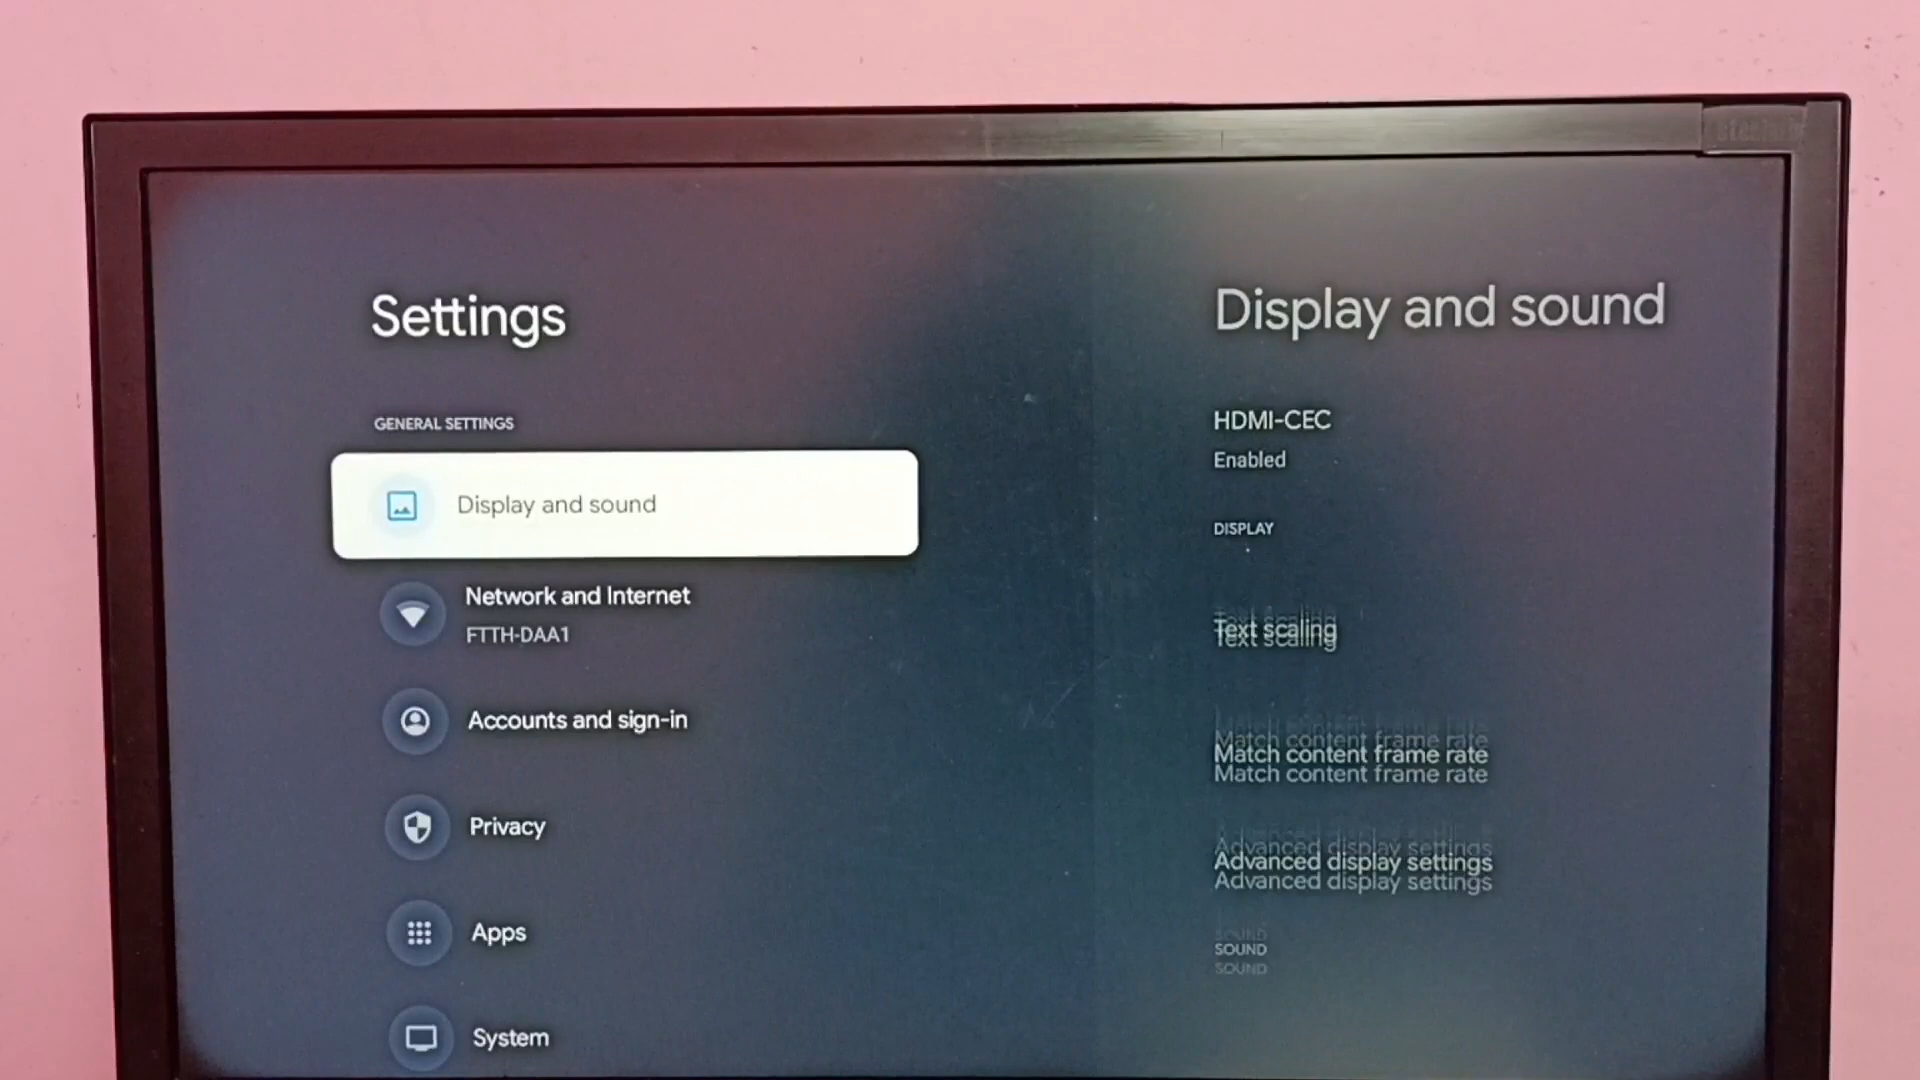 Settings
GENERAL SETTINGS
Display and sound
Network and Internet
FTTH-DAA1
Accounts and sign-in
Privacy
Apps
System
Display and sound
HDMI-CEC
Enabled
DISPLAY
Text scaling
Match content frame rate
Advanced display settings
SOUND